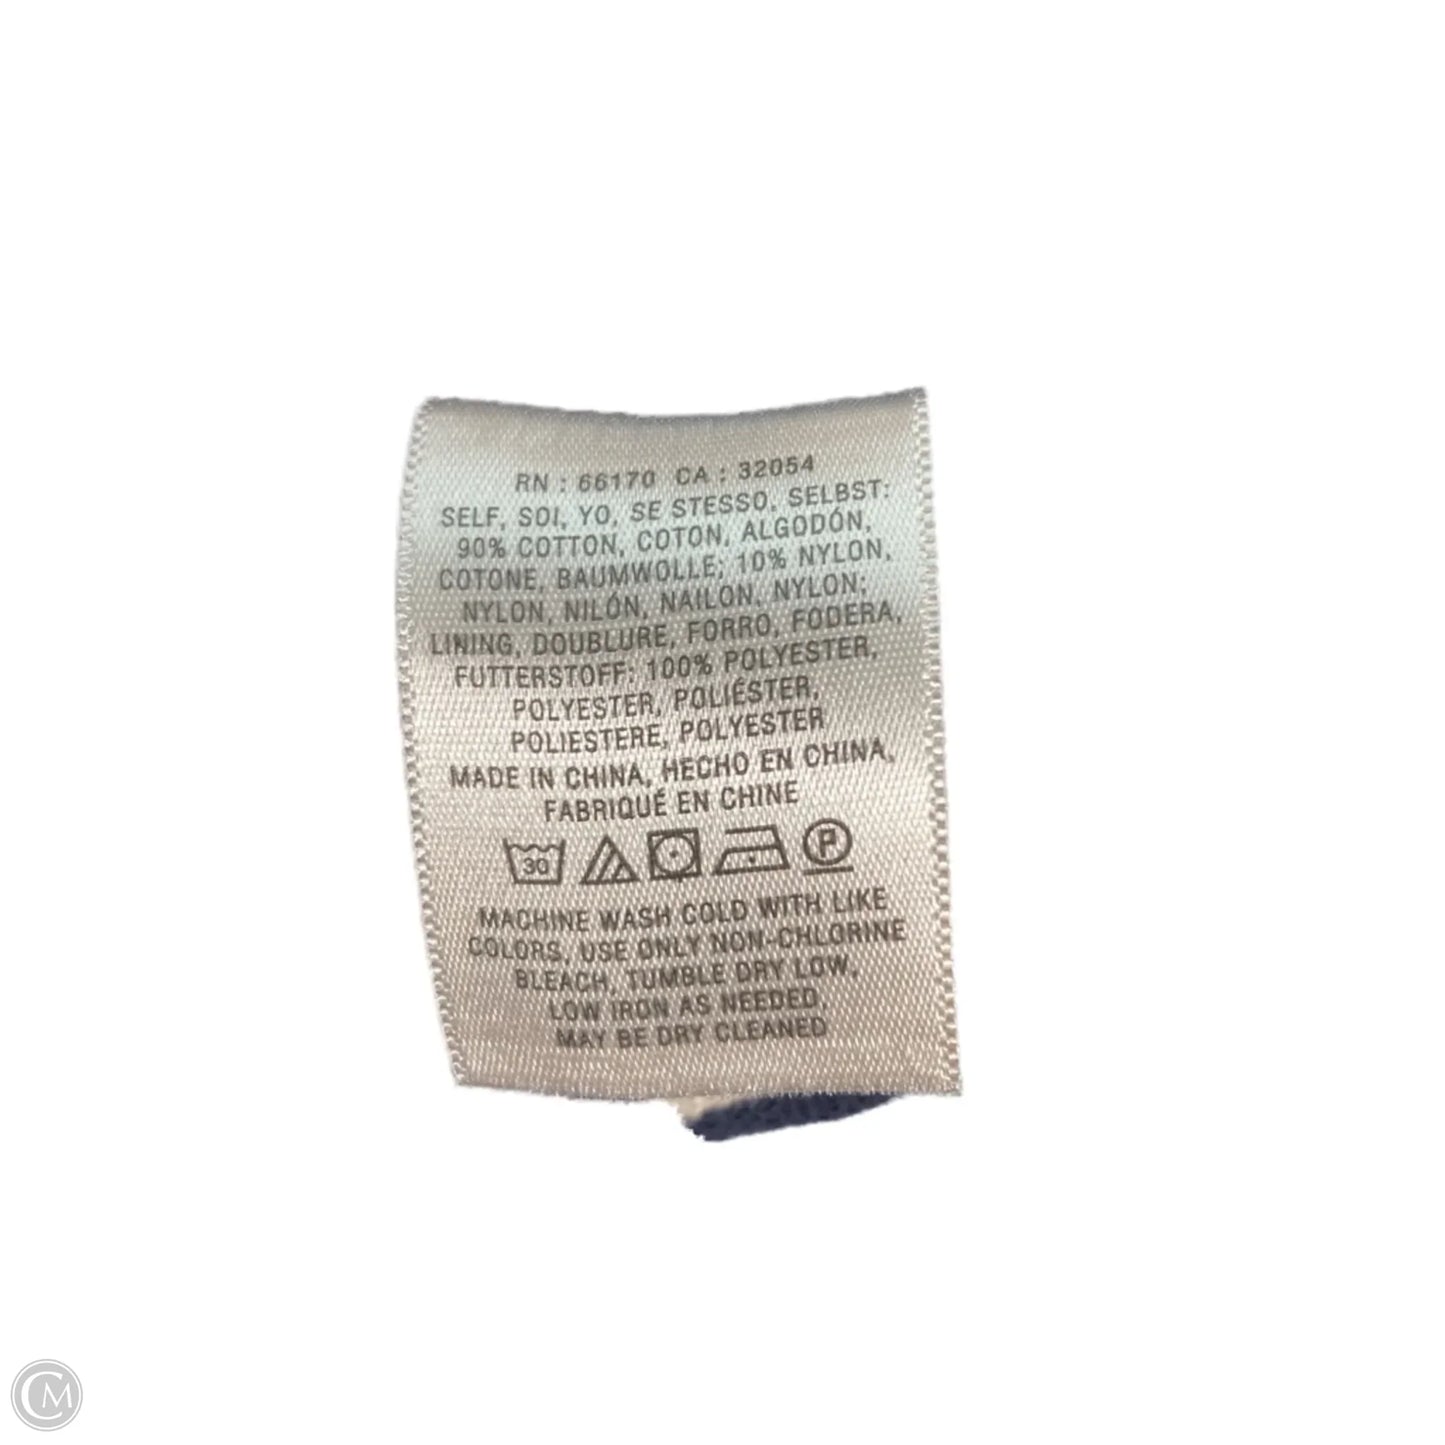 RN : 66170 CA : 32054
SELF, SOI, YO, SE STESSO, SELBST:
90% COTTON, COTON, ALGODÓN,
COTONE, BAUMWOLLE; 10% NYLON,
NYLON, NILÓN, NAILON, NYLON;
LINING, DOUBLURE, FORRO, FODERA,
FUTTERSTOFF: 100% POLYESTER,
POLYESTER, POLIÉSTER,
POLIESTERE, POLYESTER
MADE IN CHINA, HECHO EN CHINA,
FABRIQUÉ EN CHINE
30 P
MACHINE WASH COLD WITH LIKE
COLORS, USE ONLY NON-CHLORINE
BLEACH, TUMBLE DRY LOW,
LOW IRON AS NEEDED,
MAY BE DRY CLEANED
CM